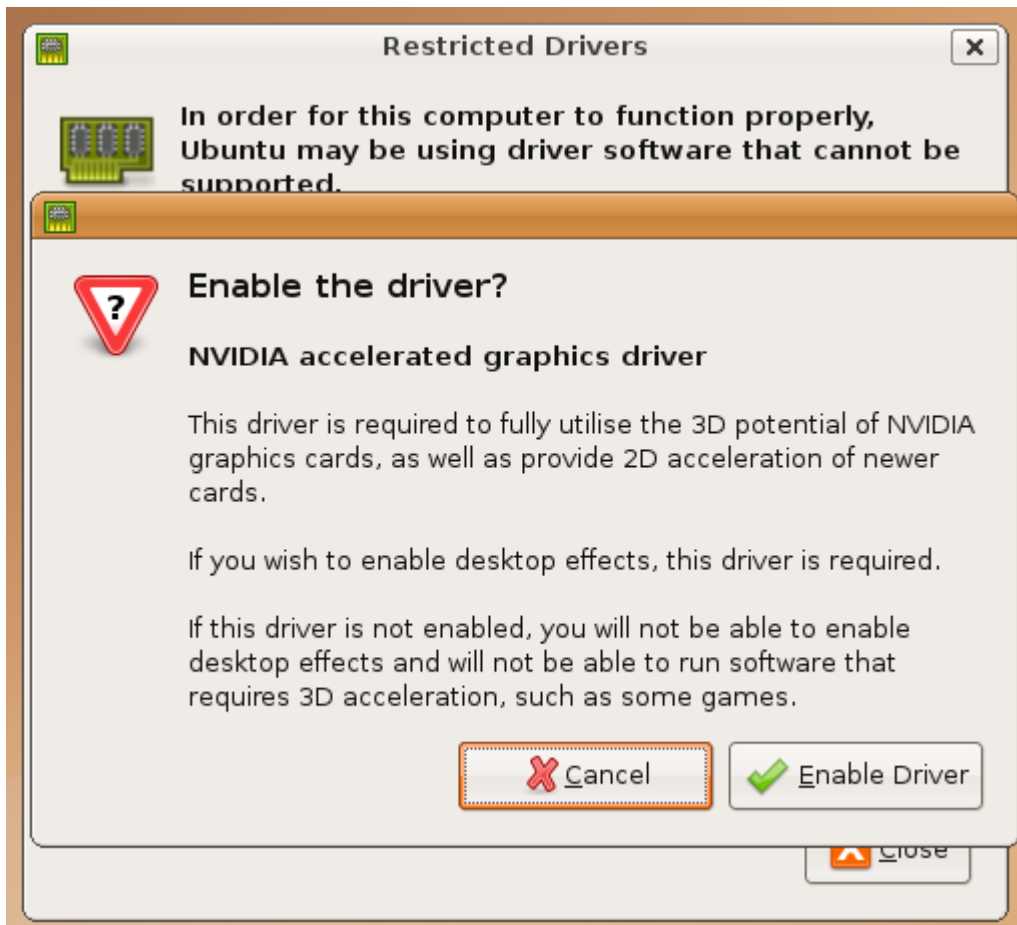 Restricted Drivers
In order for this computer to function properly,
Ubuntu may be using driver software that cannot be
supported.
Enable the driver?
?
NVIDIA accelerated graphics driver
This driver is required to fully utilise the 3D potential of NVIDIA
graphics cards, as well as provide 2D acceleration of newer
cards.
If you wish to enable desktop effects, this driver is required.
If this driver is not enabled, you will not be able to enable
desktop effects and will not be able to run software that
requires 3D acceleration, such as some games.
Cancel
Enable Driver
Close